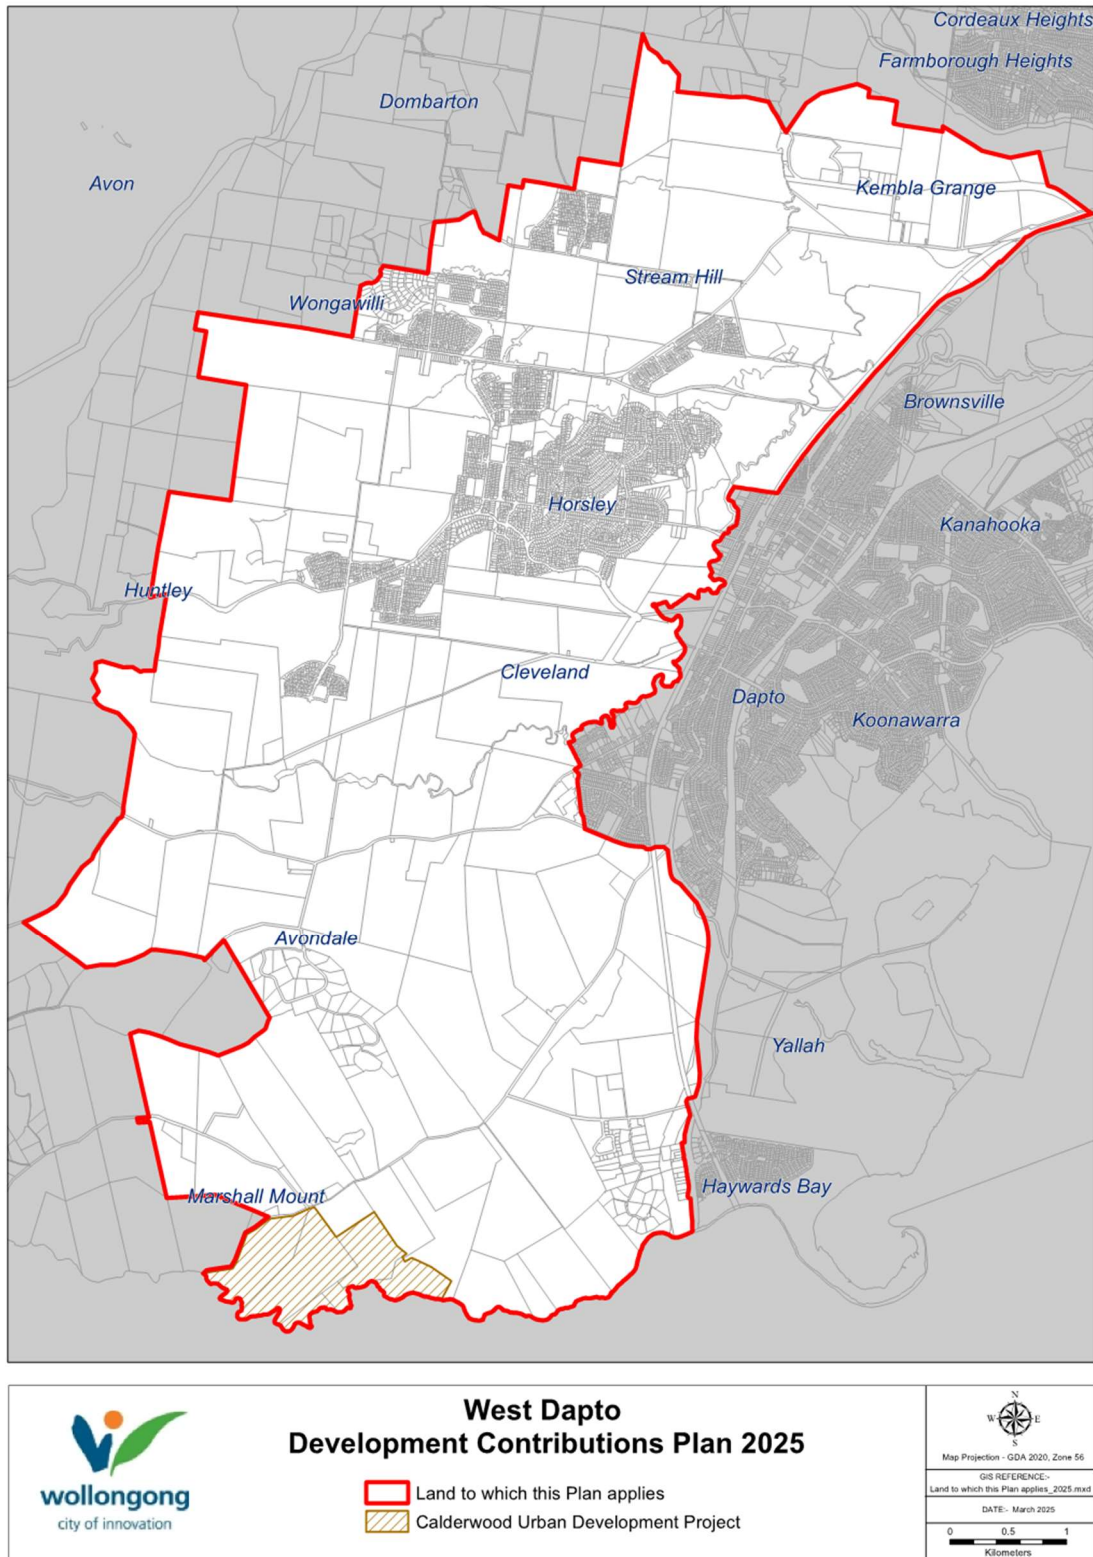 Cordeaux Heights
Farmborough Heights
Dombarton
Avon
Kembla Grange
Stream Hill
Wongawilli
Brownsville
Horsley
Kanahooka
Huntley
Cleveland
Dapto
Koonawarra
Avondale
Yallah
Haywards Bay
Marshall Mount
wollongong
city of innovation
West Dapto
Development Contributions Plan 2025
Land to which this Plan applies
Calderwood Urban Development Project
N
W E
S
Map Projection - GDA 2020, Zone 56
GIS REFERENCE:-
Land to which this Plan applies_2025.mxd
DATE:- March 2025
0 0.5 1
Kilometers